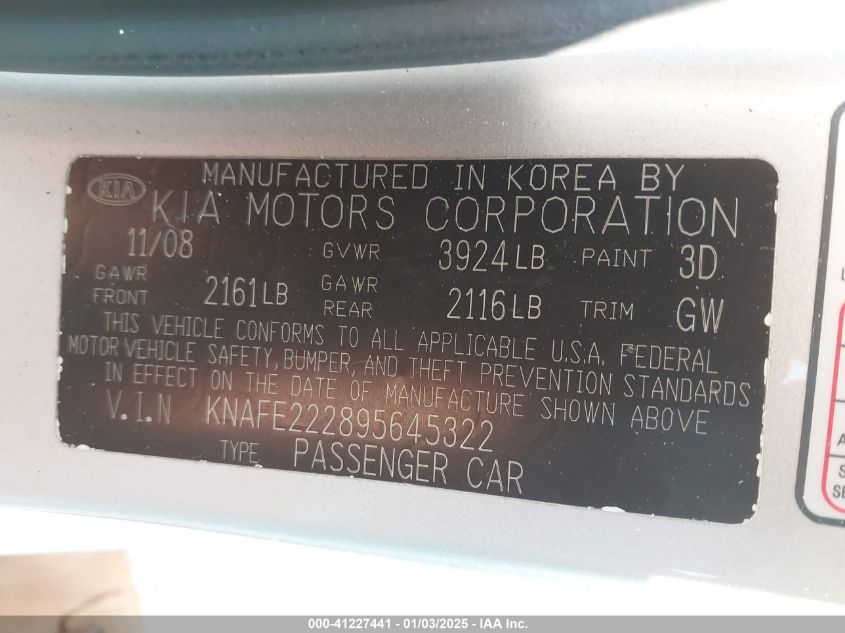 MANUFACTURED IN KOREA BY
KIA KIA MOTORS CORPORATION
11/08 GVWR 3924LB PAINT 3D
GAWR FRONT 2161LB GAWR REAR 2116LB TRIM GW
THIS VEHICLE CONFORMS TO ALL APPLICABLE U.S.A. FEDERAL
MOTOR VEHICLE SAFETY, BUMPER, AND THEFT PREVENTION STANDARDS
IN EFFECT ON THE DATE OF MANUFACTURE SHOWN ABOVE
V.I.N KNAFE222895645322
TYPE PASSENGER CAR
000-41227441 - 01/03/2025 - IAA Inc.